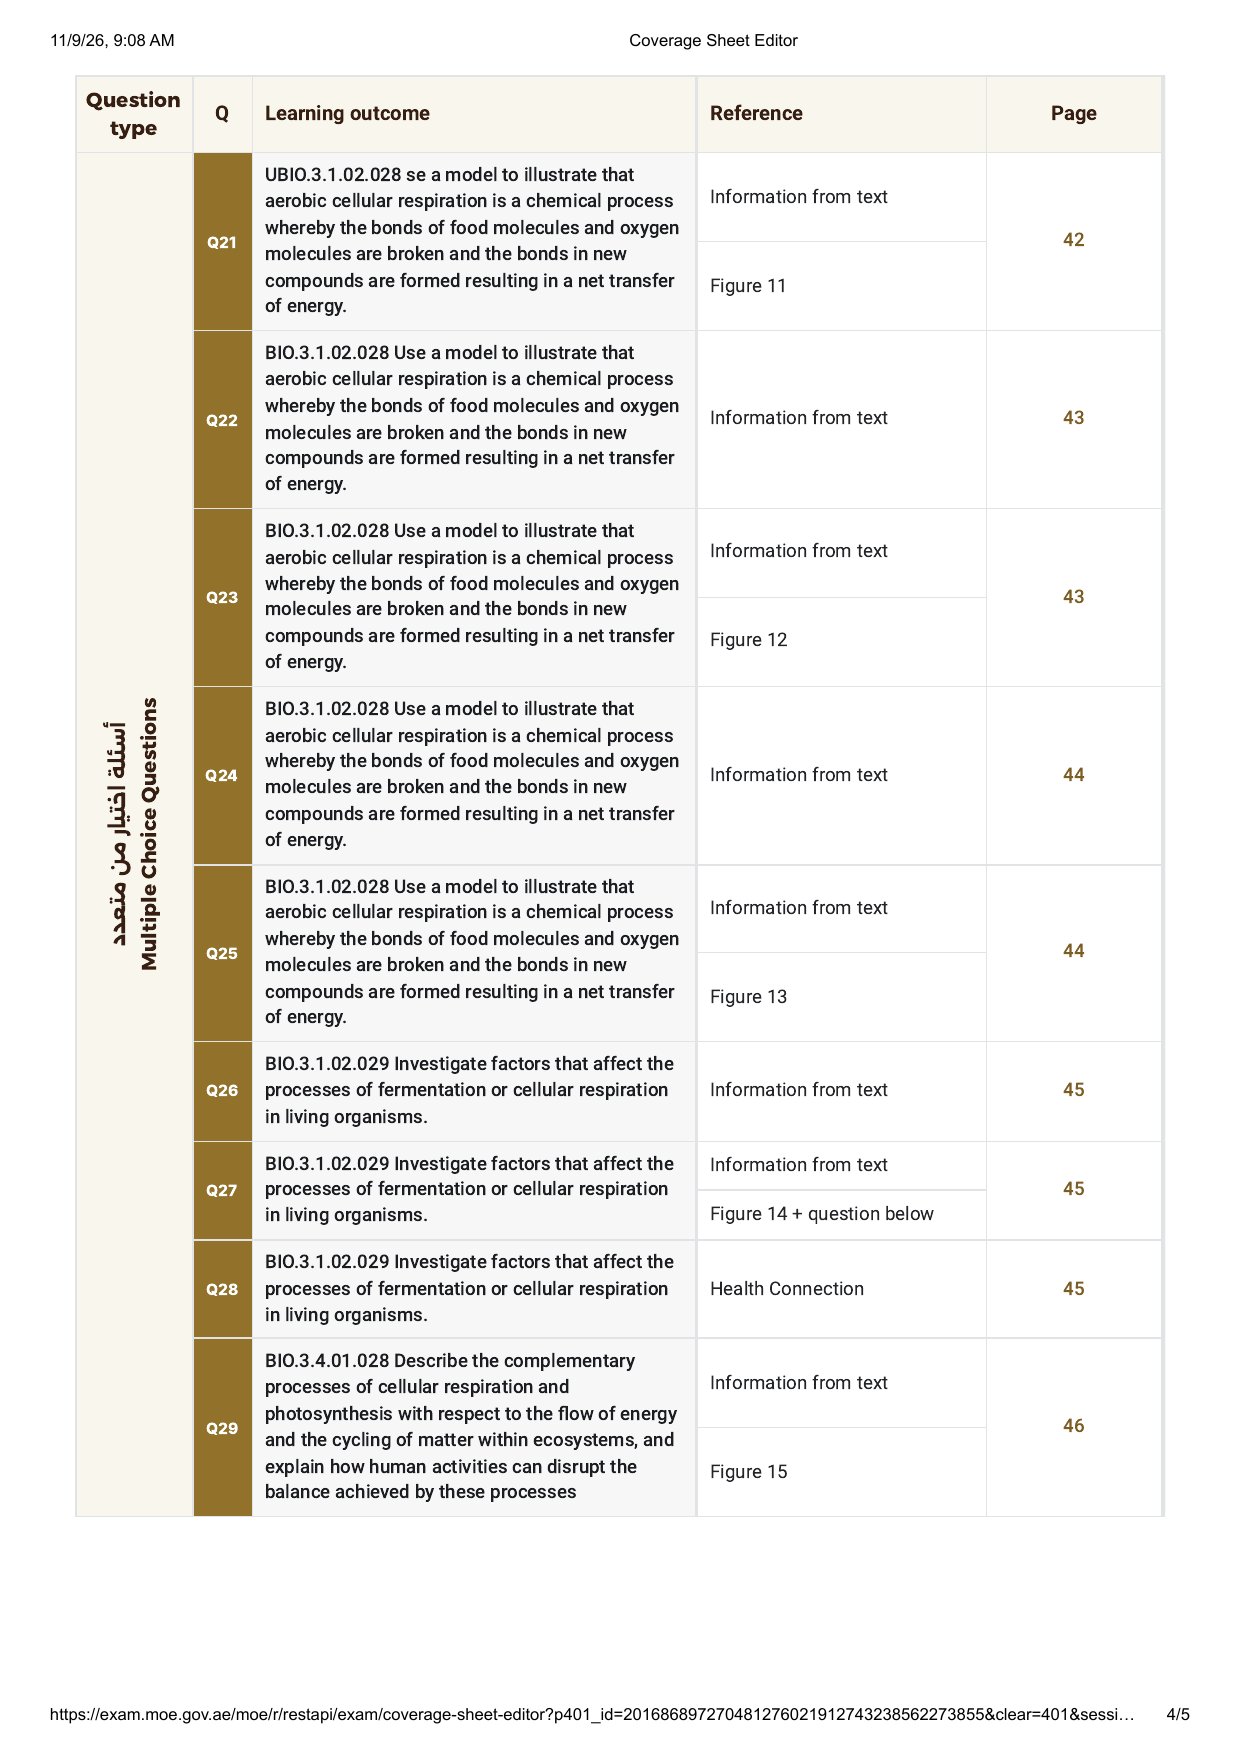 11/9/26, 9:08 AM
Coverage Sheet Editor
Question
type
Q
Learning outcome
Reference
Page
أسئلة اختيار من متعدد
Multiple Choice Questions
Q21
UBIO.3.1.02.028 se a model to illustrate that
aerobic cellular respiration is a chemical process
whereby the bonds of food molecules and oxygen
molecules are broken and the bonds in new
compounds are formed resulting in a net transfer
of energy.
Information from text
Figure 11
42
Q22
BIO.3.1.02.028 Use a model to illustrate that
aerobic cellular respiration is a chemical process
whereby the bonds of food molecules and oxygen
molecules are broken and the bonds in new
compounds are formed resulting in a net transfer
of energy.
Information from text
43
Q23
BIO.3.1.02.028 Use a model to illustrate that
aerobic cellular respiration is a chemical process
whereby the bonds of food molecules and oxygen
molecules are broken and the bonds in new
compounds are formed resulting in a net transfer
of energy.
Information from text
Figure 12
43
Q24
BIO.3.1.02.028 Use a model to illustrate that
aerobic cellular respiration is a chemical process
whereby the bonds of food molecules and oxygen
molecules are broken and the bonds in new
compounds are formed resulting in a net transfer
of energy.
Information from text
44
Q25
BIO.3.1.02.028 Use a model to illustrate that
aerobic cellular respiration is a chemical process
whereby the bonds of food molecules and oxygen
molecules are broken and the bonds in new
compounds are formed resulting in a net transfer
of energy.
Information from text
Figure 13
44
Q26
BIO.3.1.02.029 Investigate factors that affect the
processes of fermentation or cellular respiration
in living organisms.
Information from text
45
Q27
BIO.3.1.02.029 Investigate factors that affect the
processes of fermentation or cellular respiration
in living organisms.
Information from text
Figure 14 + question below
45
Q28
BIO.3.1.02.029 Investigate factors that affect the
processes of fermentation or cellular respiration
in living organisms.
Health Connection
45
Q29
BIO.3.4.01.028 Describe the complementary
processes of cellular respiration and
photosynthesis with respect to the flow of energy
and the cycling of matter within ecosystems, and
explain how human activities can disrupt the
balance achieved by these processes
Information from text
Figure 15
46
https://exam.moe.gov.ae/moe/r/restapi/exam/coverage-sheet-editor?p401_id=201686897270481276021912743238562273855&clear=401&sessi…
4/5